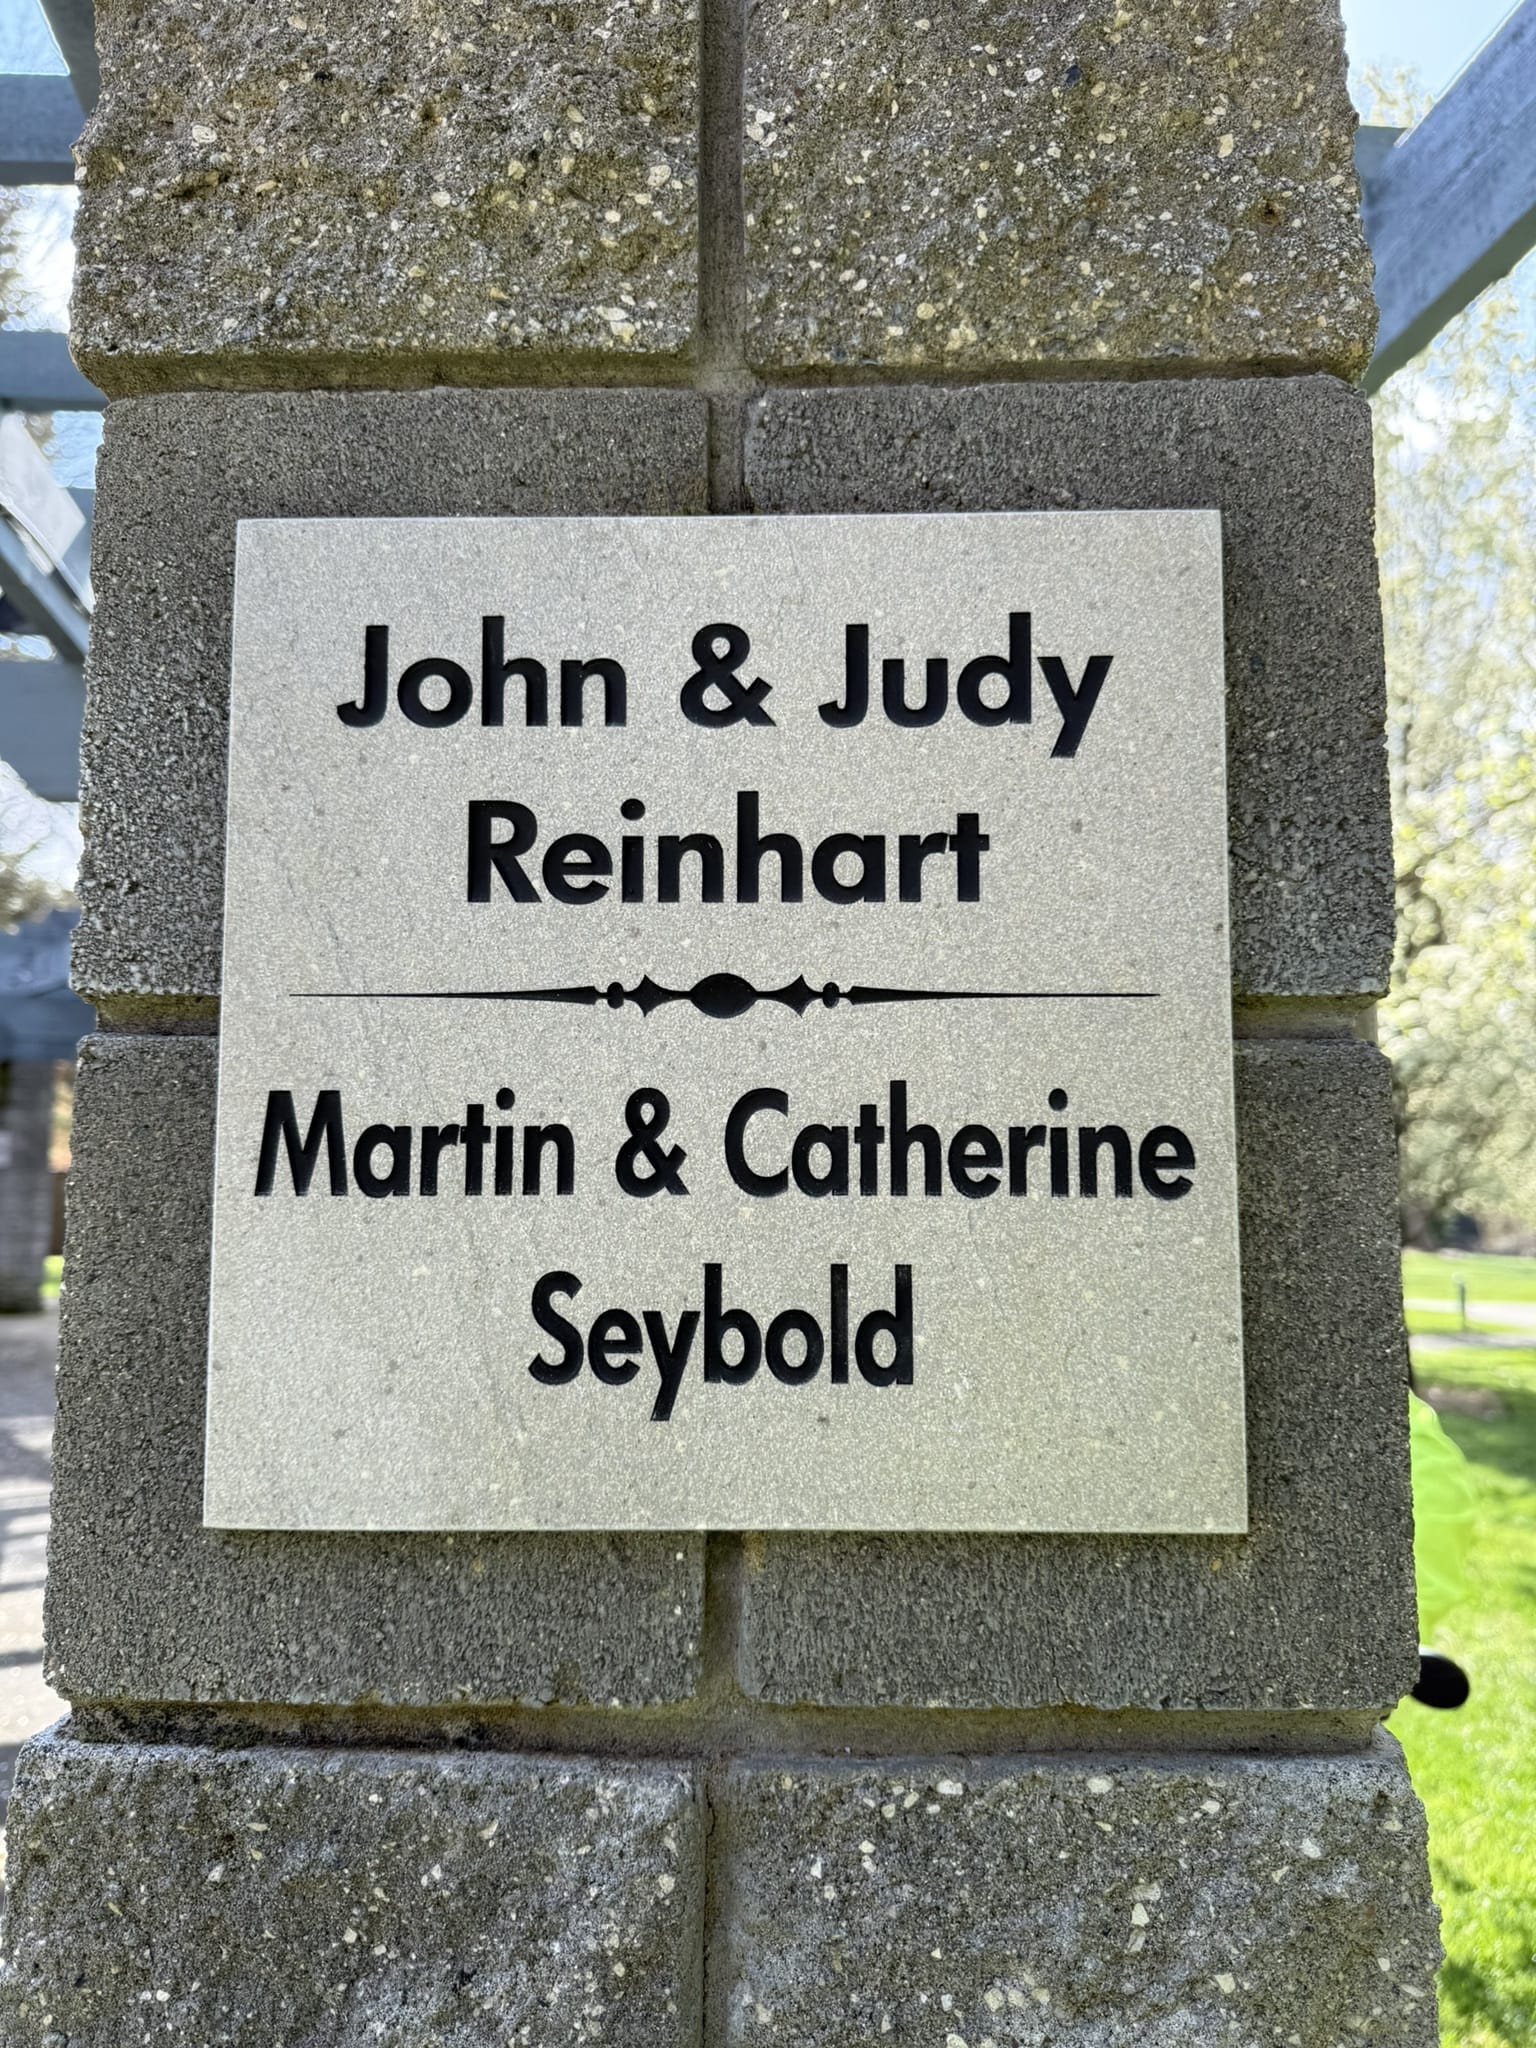 John & Judy
Reinhart
Martin & Catherine
Seybold